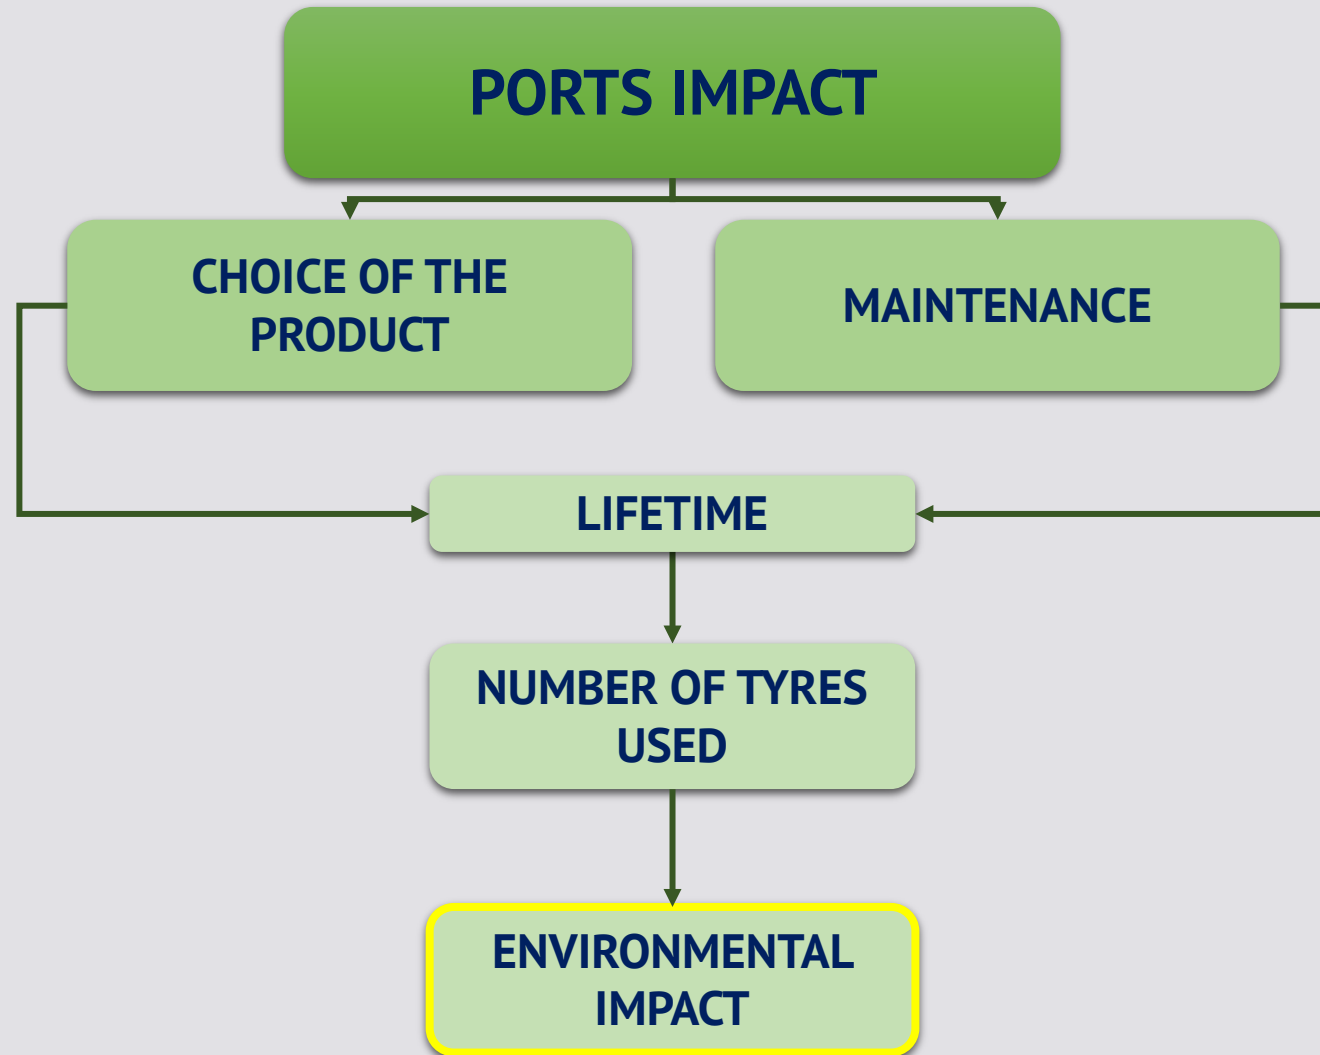 PORTS IMPACT
CHOICE OF THE
PRODUCT
MAINTENANCE
LIFETIME
NUMBER OF TYRES
USED
ENVIRONMENTAL
IMPACT